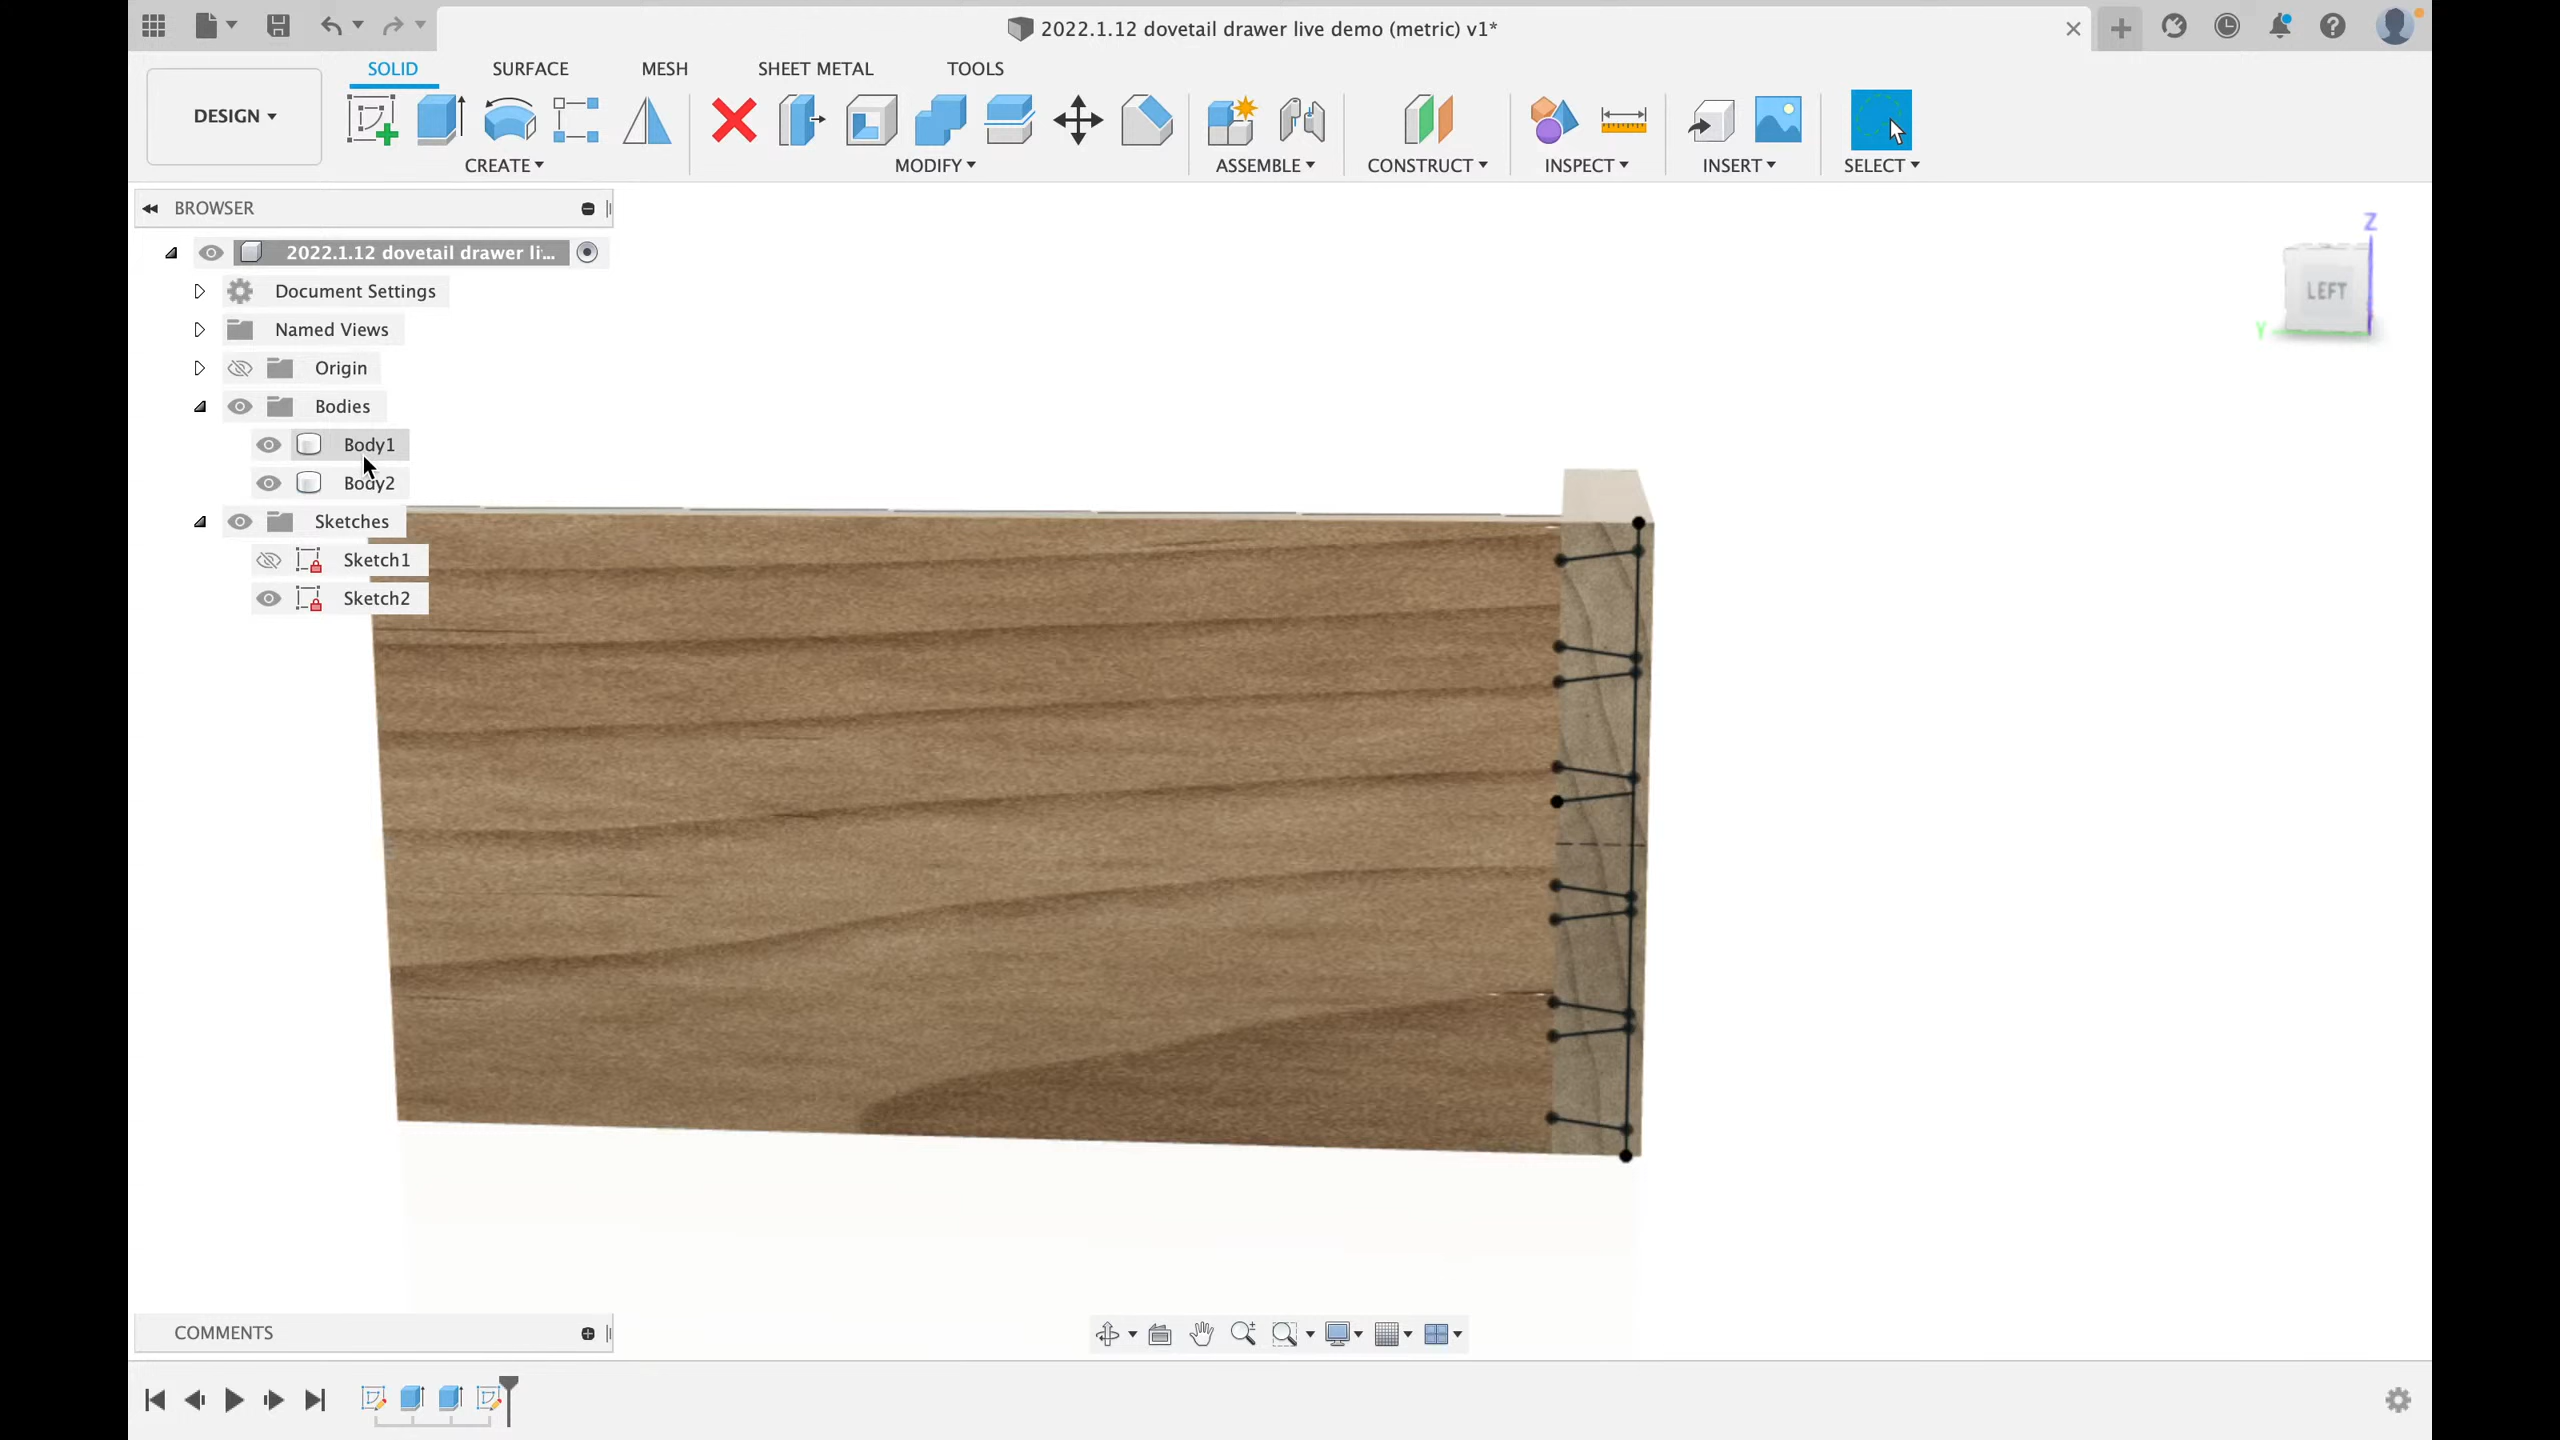 2022.1.12 dovetail drawer live demo (metric) v1*
SOLID SURFACE MESH SHEET METAL TOOLS
DESIGN
CREATE MODIFY ASSEMBLE CONSTRUCT INSPECT INSERT SELECT
BROWSER
2022.1.12 dovetail drawer li...
Document Settings
Named Views
Origin
Bodies
Body1
Body2
Sketches
Sketch1
Sketch2
Z
LEFT
Y
COMMENTS